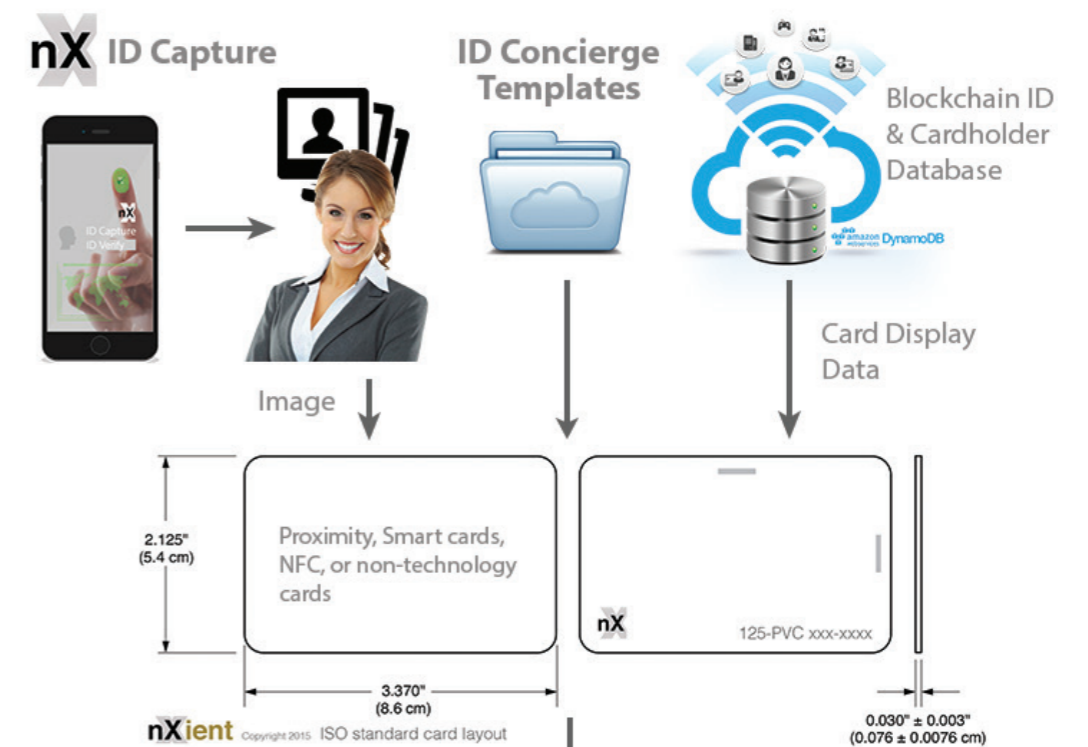 nX ID Capture
ID Concierge
Templates
Blockchain ID
& Cardholder
Database
nX
ID Capture
ID Verify
amazon
webservices
DynamoDB
Card Display
Data
Image
2.125"
(5.4 cm)
Proximity, Smart cards,
NFC, or non-technology
cards
nX
125-PVC xxx-xxxx
3.370"
(8.6 cm)
0.030" ± 0.003"
(0.076 ± 0.0076 cm)
nXient Copyright 2015 ISO standard card layout